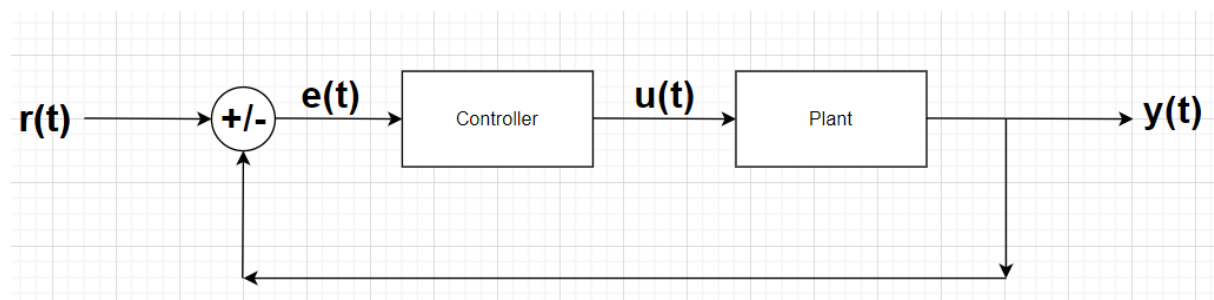 r(t)
+/-
e(t)
Controller
u(t)
Plant
y(t)